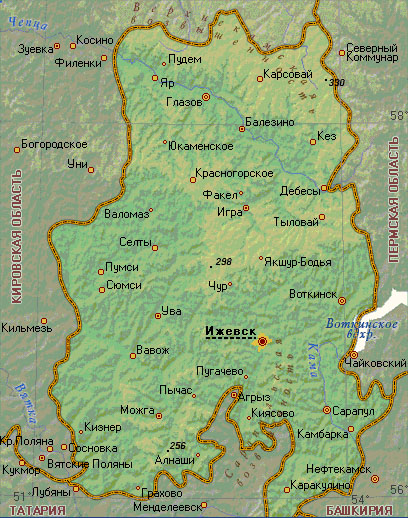 Верхнекамская
возвышенность
Чепца
Косино
Зуевка
Филенки
Северный
Коммунар
Пудем
Яр
Карсовай
330
Глазов
58°
Балезино
Кез
Юкаменское
Богородское
Уни
Красногорское
Дебесы
Факел
Игра
Валомаз
Тыловай
КИРОВСКАЯ ОБЛАСТЬ
ПЕРМСКАЯ ОБЛАСТЬ
Селты
Якшур-Бодья
298
Пумси
Сюмси
Чур
Воткинск
Ува
Кильмезь
Ижевск
Воткинское
вдхр.
Кама
Вавож
Чайковский
Пугачево
Вятка
Пычас
Агрыз
Можга
Киясово
Сарапул
Кизнер
Камбарка
Кр.Поляна
Сосновка
256
Вятские Поляны
Алнаши
Кукмор
Нефтекамск
Лубяны
Грахово
Каракулино
51°
Менделеевск
54°
56°
ТАТАРИЯ
БАШКИРИЯ